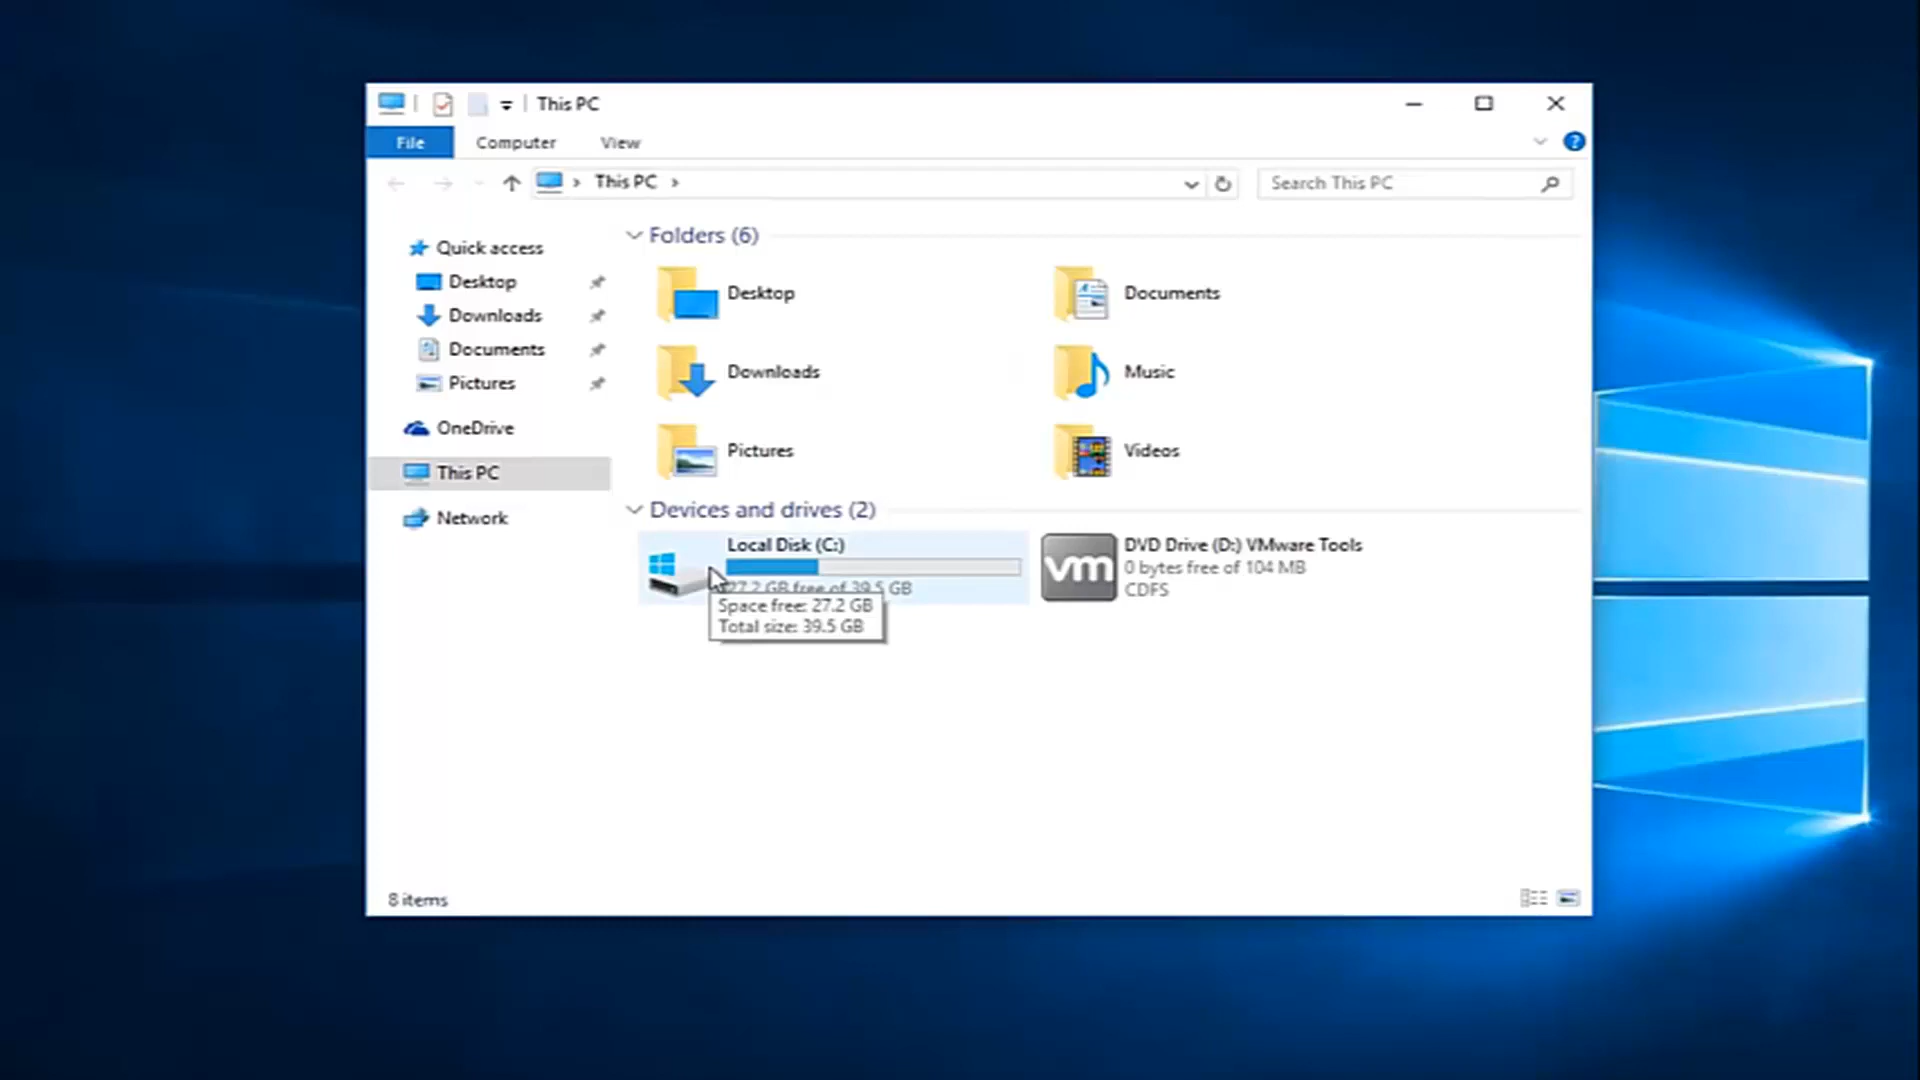 This PC
File Computer View
This PC
Search This PC
Quick access
Desktop
Downloads
Documents
Pictures
OneDrive
This PC
Network
Folders (6)
Desktop
Documents
Downloads
Music
Pictures
Videos
Devices and drives (2)
Local Disk (C:)
27.2 GB free of 39.5 GB
Space free: 27.2 GB
Total size: 39.5 GB
vm
DVD Drive (D:) VMware Tools
0 bytes free of 104 MB
CDFS
8 items